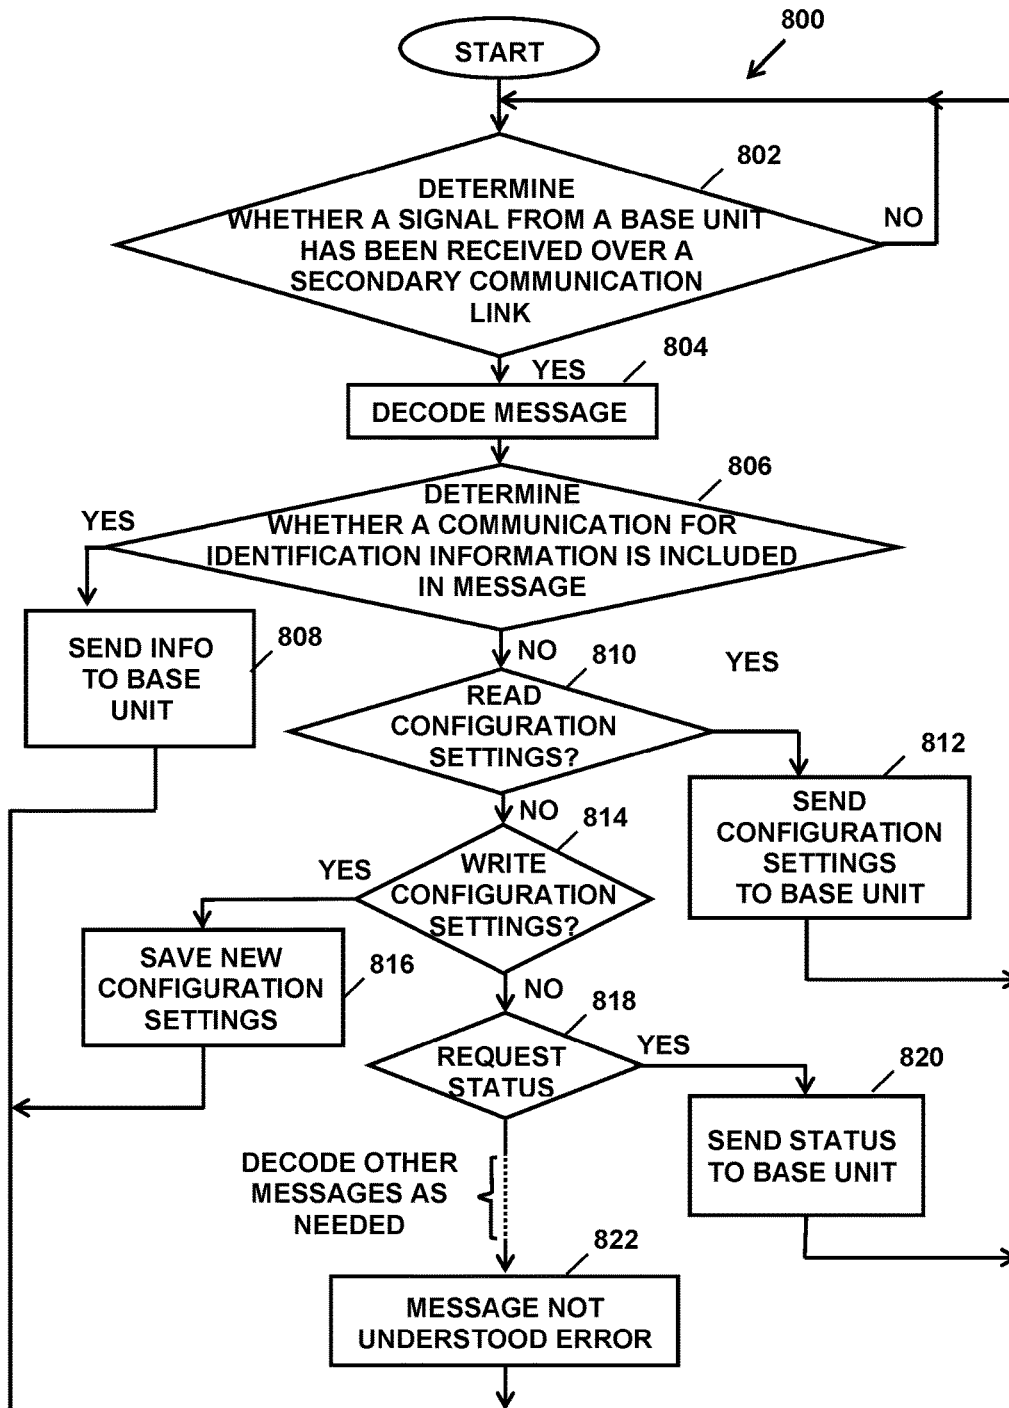 800
START
802
DETERMINE
WHETHER A SIGNAL FROM A BASE UNIT
HAS BEEN RECEIVED OVER A
SECONDARY COMMUNICATION
LINK
NO
YES
804
DECODE MESSAGE
806
DETERMINE
WHETHER A COMMUNICATION FOR
IDENTIFICATION INFORMATION IS INCLUDED
IN MESSAGE
YES
808
SEND INFO
TO BASE
UNIT
NO
810
YES
READ
CONFIGURATION
SETTINGS?
812
SEND
CONFIGURATION
SETTINGS
TO BASE UNIT
NO
814
YES
WRITE
CONFIGURATION
SETTINGS?
816
SAVE NEW
CONFIGURATION
SETTINGS
NO
818
YES
REQUEST
STATUS
820
SEND STATUS
TO BASE UNIT
DECODE OTHER
MESSAGES AS
NEEDED
822
MESSAGE NOT
UNDERSTOOD ERROR